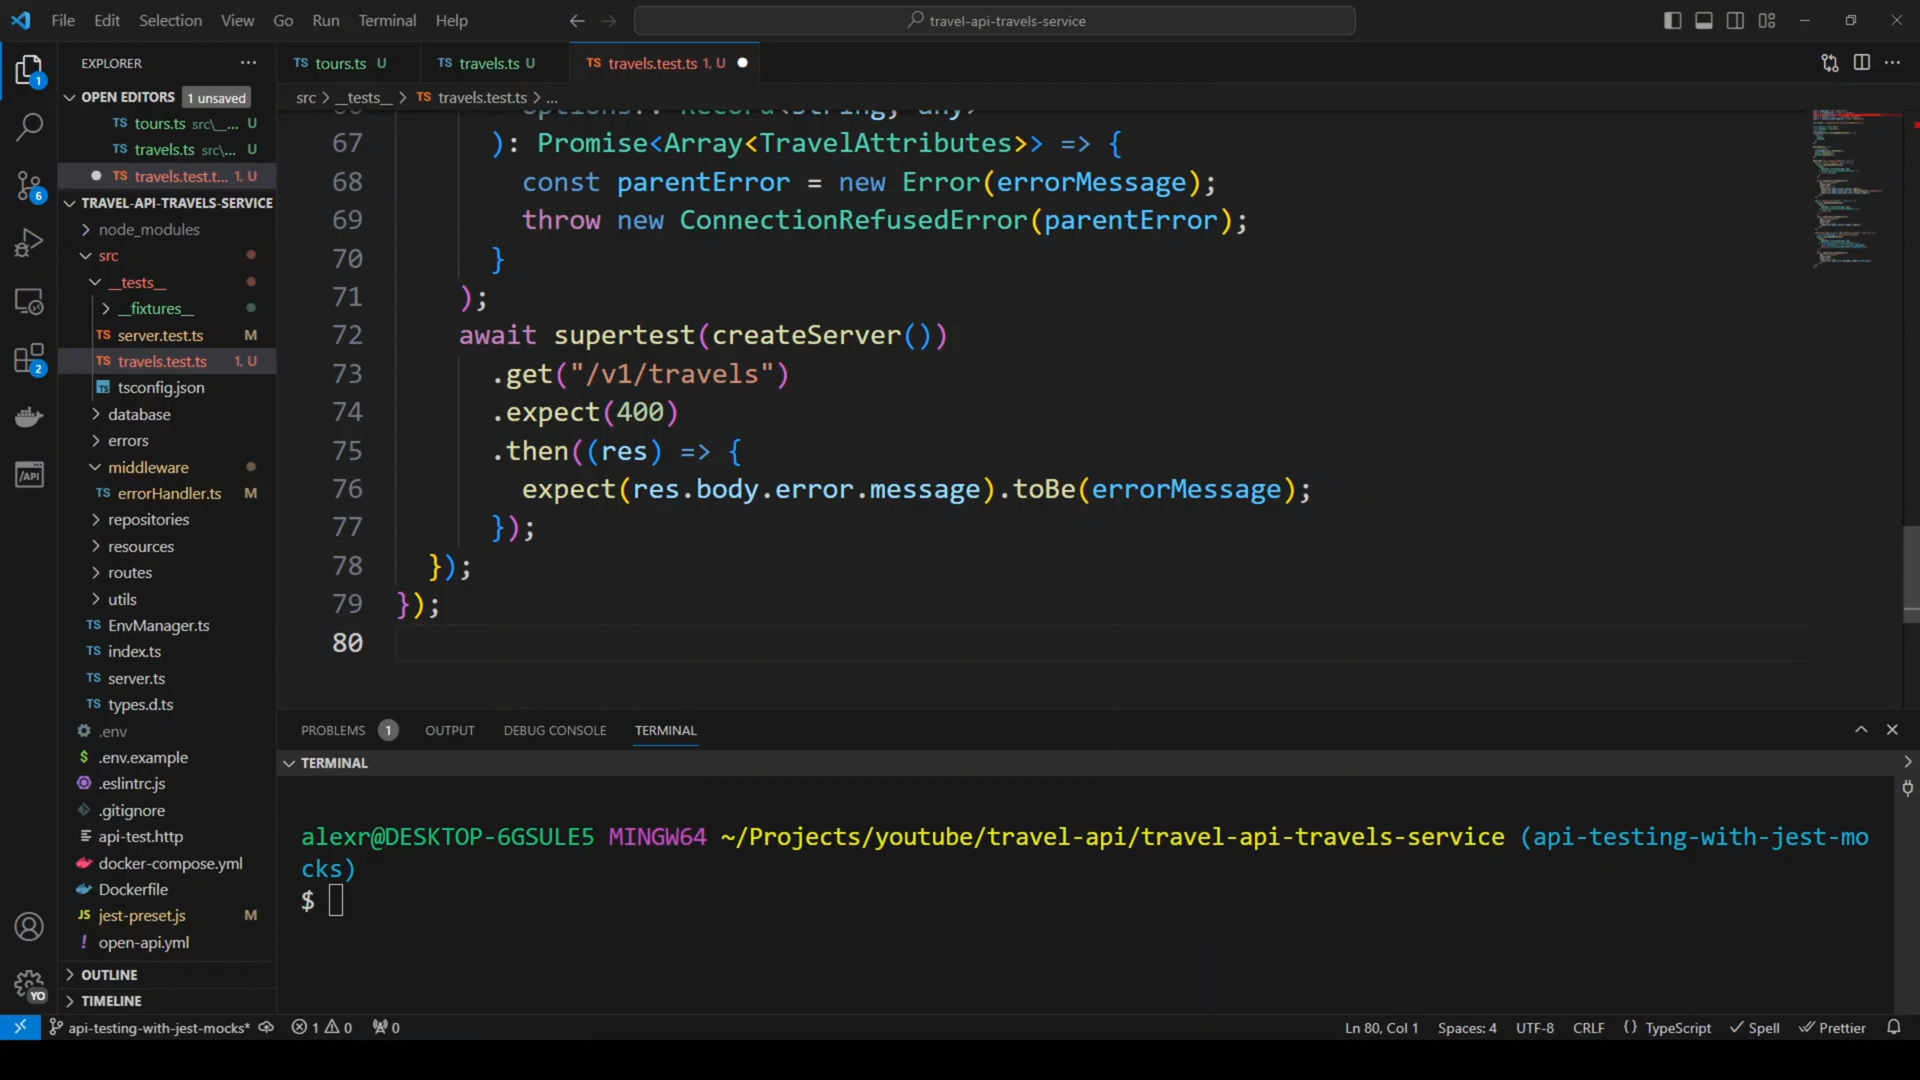 File Edit Selection View Go Run Terminal Help
travel-api-travels-service
EXPLORER
TS tours.ts U
TS travels.ts U
TS travels.test.ts 1, U
OPEN EDITORS 1 unsaved
TS tours.ts src\__... U
TS travels.ts src\... U
TS travels.test.t... 1, U
TRAVEL-API-TRAVELS-SERVICE
node_modules
src
__tests__
__fixtures__
TS server.test.ts M
TS travels.test.ts 1, U
TS tsconfig.json
database
errors
middleware
TS errorHandler.ts M
repositories
resources
routes
utils
TS EnvManager.ts
TS index.ts
TS server.ts
TS types.d.ts
.env
$ .env.example
.eslintrc.js
.gitignore
api-test.http
docker-compose.yml
Dockerfile
JS jest-preset.js M
! open-api.yml
OUTLINE
TIMELINE
1
6
2
/API
YO
src > __tests__ > TS travels.test.ts > ...
67 ): Promise<Array<TravelAttributes>> => {
68 const parentError = new Error(errorMessage);
69 throw new ConnectionRefusedError(parentError);
70 }
71 );
72 await supertest(createServer())
73 .get("/v1/travels")
74 .expect(400)
75 .then((res) => {
76 expect(res.body.error.message).toBe(errorMessage);
77 });
78 });
79 });
80
PROBLEMS 1 OUTPUT DEBUG CONSOLE TERMINAL
TERMINAL
alexr@DESKTOP-6GSULE5 MINGW64 ~/Projects/youtube/travel-api/travel-api-travels-service (api-testing-with-jest-mo
cks)
$
api-testing-with-jest-mocks* 1 0 0 Ln 80, Col 1 Spaces: 4 UTF-8 CRLF {} TypeScript Spell Prettier